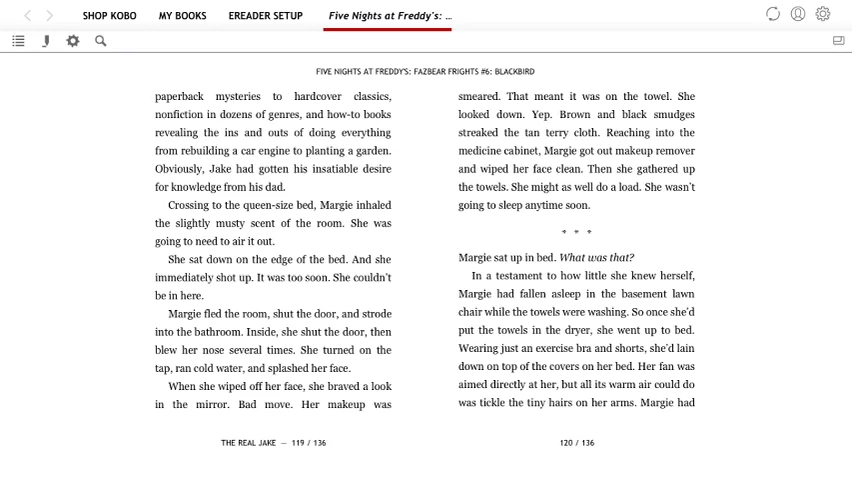 SHOP KOBO
MY BOOKS
EREADER SETUP
Five Nights at Freddy's: ...
FIVE NIGHTS AT FREDDY'S: FAZBEAR FRIGHTS #6: BLACKBIRD
paperback mysteries to hardcover classics,
nonfiction in dozens of genres, and how-to books
revealing the ins and outs of doing everything
from rebuilding a car engine to planting a garden.
Obviously, Jake had gotten his insatiable desire
for knowledge from his dad.
Crossing to the queen-size bed, Margie inhaled
the slightly musty scent of the room. She was
going to need to air it out.
She sat down on the edge of the bed. And she
immediately shot up. It was too soon. She couldn't
be in here.
Margie fled the room, shut the door, and strode
into the bathroom. Inside, she shut the door, then
blew her nose several times. She turned on the
tap, ran cold water, and splashed her face.
When she wiped off her face, she braved a look
in the mirror. Bad move. Her makeup was
THE REAL JAKE — 119 / 136
smeared. That meant it was on the towel. She
looked down. Yep. Brown and black smudges
streaked the tan terry cloth. Reaching into the
medicine cabinet, Margie got out makeup remover
and wiped her face clean. Then she gathered up
the towels. She might as well do a load. She wasn't
going to sleep anytime soon.
* * *
Margie sat up in bed. What was that?
In a testament to how little she knew herself,
Margie had fallen asleep in the basement lawn
chair while the towels were washing. So once she'd
put the towels in the dryer, she went up to bed.
Wearing just an exercise bra and shorts, she'd lain
down on top of the covers on her bed. Her fan was
aimed directly at her, but all its warm air could do
was tickle the tiny hairs on her arms. Margie had
120 / 136